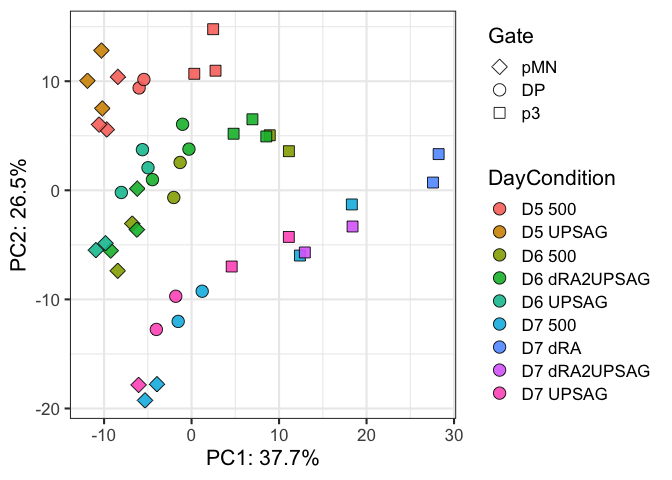 PC2: 26.5%
10
0
-10
-20
-10
0
10
20
30
PC1: 37.7%
Gate
pMN
DP
p3
DayCondition
D5 500
D5 UPSAG
D6 500
D6 dRA2UPSAG
D6 UPSAG
D7 500
D7 dRA
D7 dRA2UPSAG
D7 UPSAG